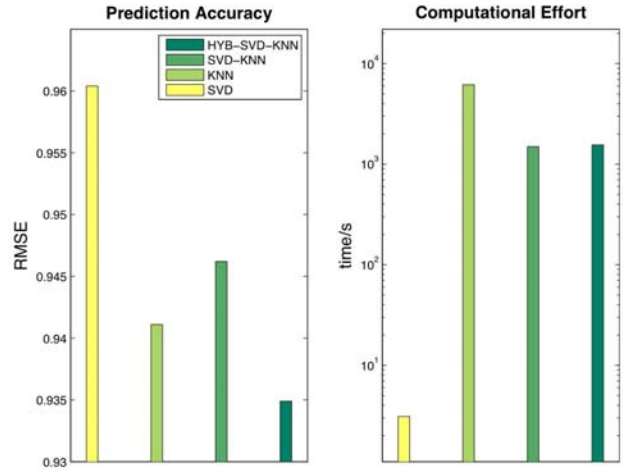 Prediction Accuracy
HYB-SVD-KNN
SVD-KNN
KNN
SVD
0.96
0.955
0.95
0.945
0.94
0.935
0.93
RMSE
Computational Effort
10^4
10^3
10^2
10^1
time/s